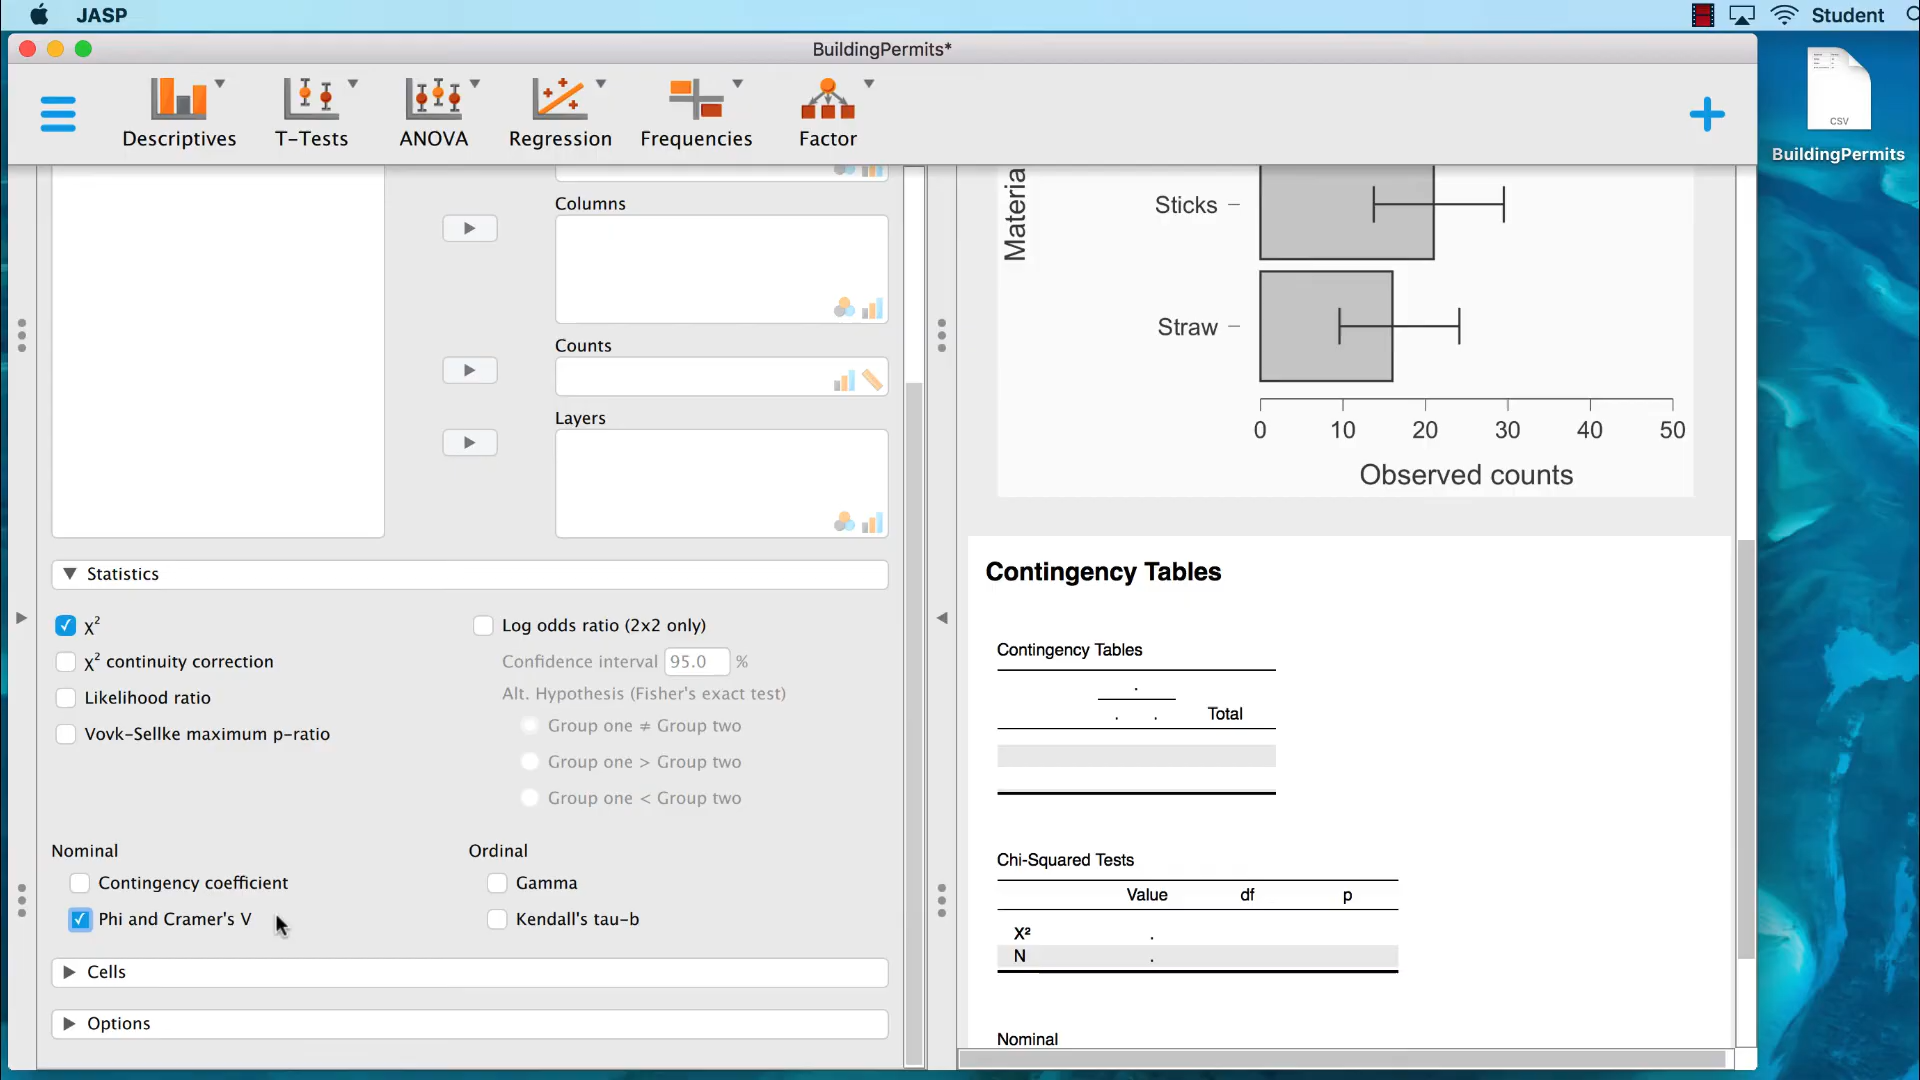 JASP
Student
BuildingPermits*
Descriptives
T-Tests
ANOVA
Regression
Frequencies
Factor
CSV
BuildingPermits
Columns
Counts
Layers
Statistics
χ²
χ² continuity correction
Likelihood ratio
Vovk-Sellke maximum p-ratio
Log odds ratio (2x2 only)
Confidence interval 95.0 %
Alt. Hypothesis (Fisher's exact test)
Group one ≠ Group two
Group one > Group two
Group one < Group two
Nominal
Contingency coefficient
Phi and Cramer's V
Ordinal
Gamma
Kendall's tau-b
Cells
Options
Materia
Sticks
Straw
0 10 20 30 40 50
Observed counts
Contingency Tables
Contingency Tables
.
. . Total
Chi-Squared Tests
Value df p
X² .
N .
Nominal